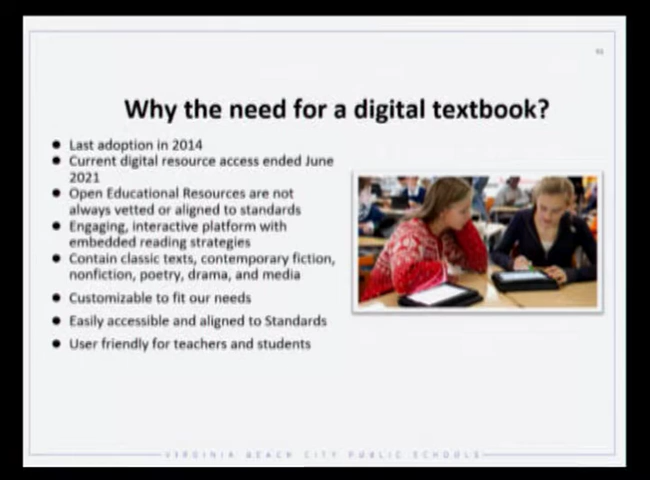 Why the need for a digital textbook?
● Last adoption in 2014
● Current digital resource access ended June
2021
● Open Educational Resources are not
always vetted or aligned to standards
● Engaging, interactive platform with
embedded reading strategies
● Contain classic texts, contemporary fiction,
nonfiction, poetry, drama, and media
● Customizable to fit our needs
● Easily accessible and aligned to Standards
● User friendly for teachers and students
VIRGINIA BEACH CITY PUBLIC SCHOOLS